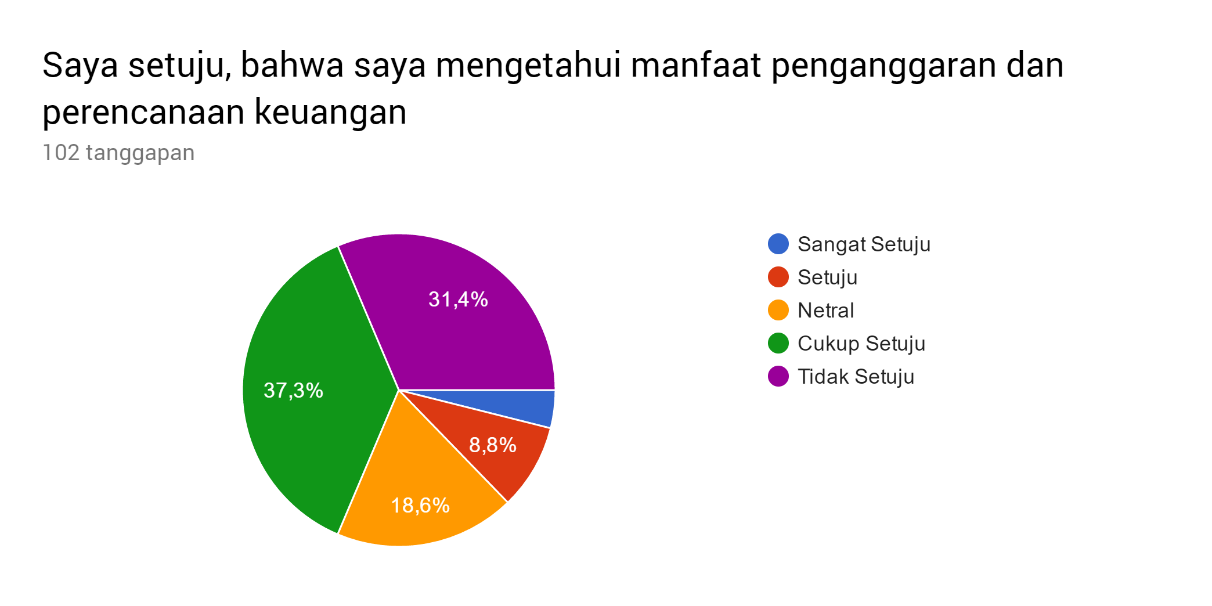 Saya setuju, bahwa saya mengetahui manfaat penganggaran dan
perencanaan keuangan
102 tanggapan
Sangat Setuju
Setuju
Netral
Cukup Setuju
Tidak Setuju
31,4%
37,3%
8,8%
18,6%